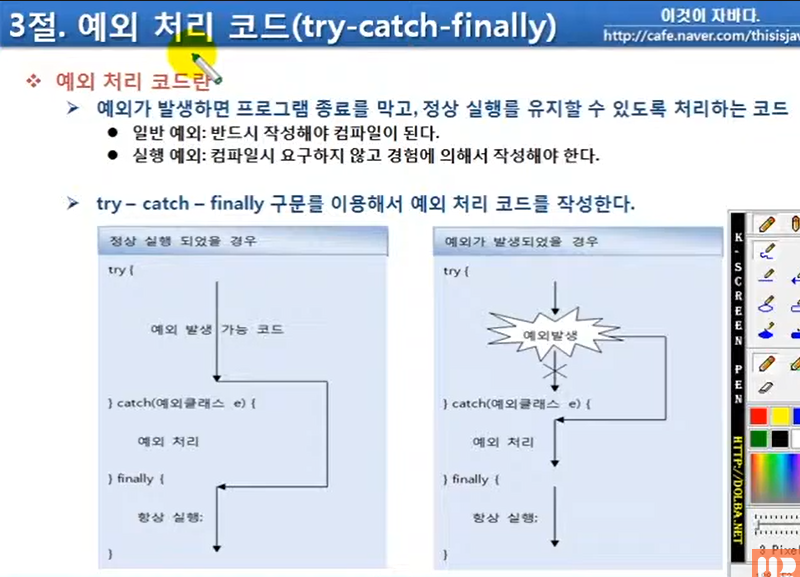 3절. 예외 처리 코드(try-catch-finally)
이것이 자바다.
http://cafe.naver.com/thisisjav
예외 처리 코드란
예외가 발생하면 프로그램 종료를 막고, 정상 실행를 유지할 수 있도록 처리하는 코드
일반 예외: 반드시 작성해야 컴파일이 된다.
실행 예외: 컴파일시 요구하지 않고 경험에 의해서 작성해야 한다.
try – catch – finally 구문를 이용해서 예외 처리 코드를 작성한다.
정상 실행 되었을 경우
try {
예외 발생 가능 코드
} catch(예외클래스 e) {
예외 처리
} finally {
항상 실행;
}
예외가 발생되었을 경우
try {
예외발생
} catch(예외클래스 e) {
예외 처리
} finally {
항상 실행;
}
K-SCREEN PEN
HTTP://DOLBA.NET